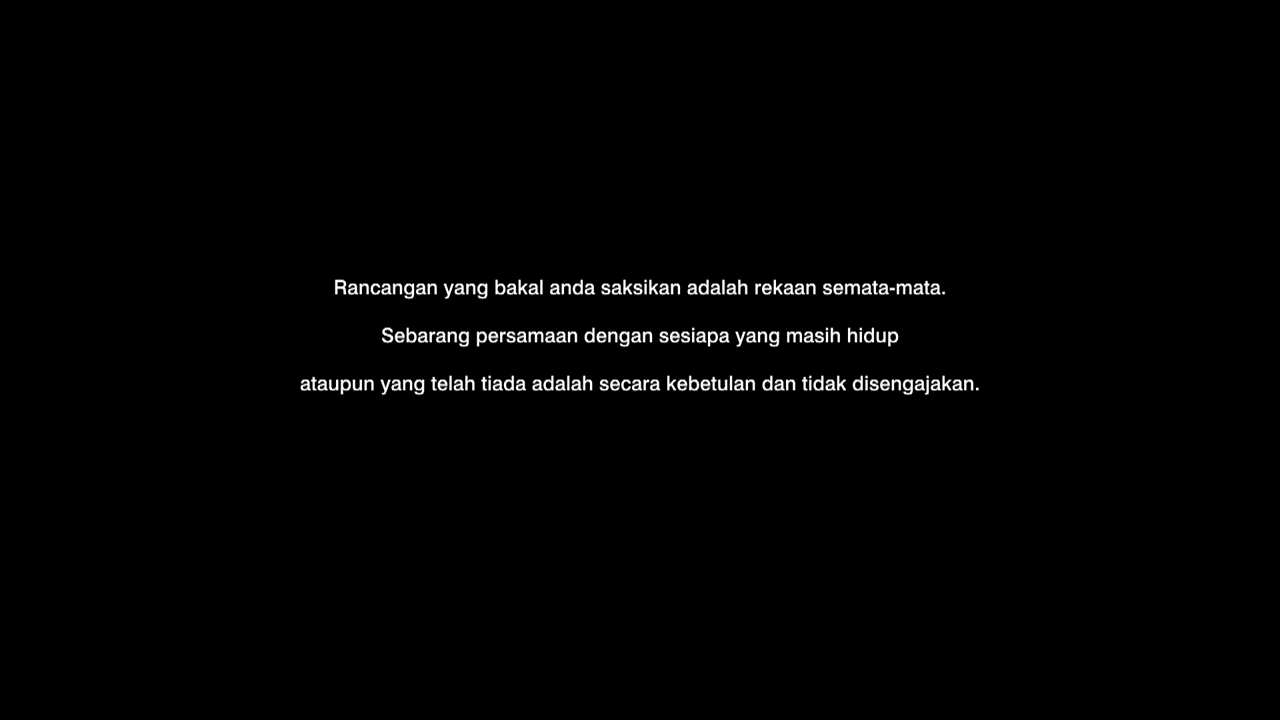 Rancangan yang bakal anda saksikan adalah rekaan semata-mata.
Sebarang persamaan dengan sesiapa yang masih hidup
ataupun yang telah tiada adalah secara kebetulan dan tidak disengajakan.